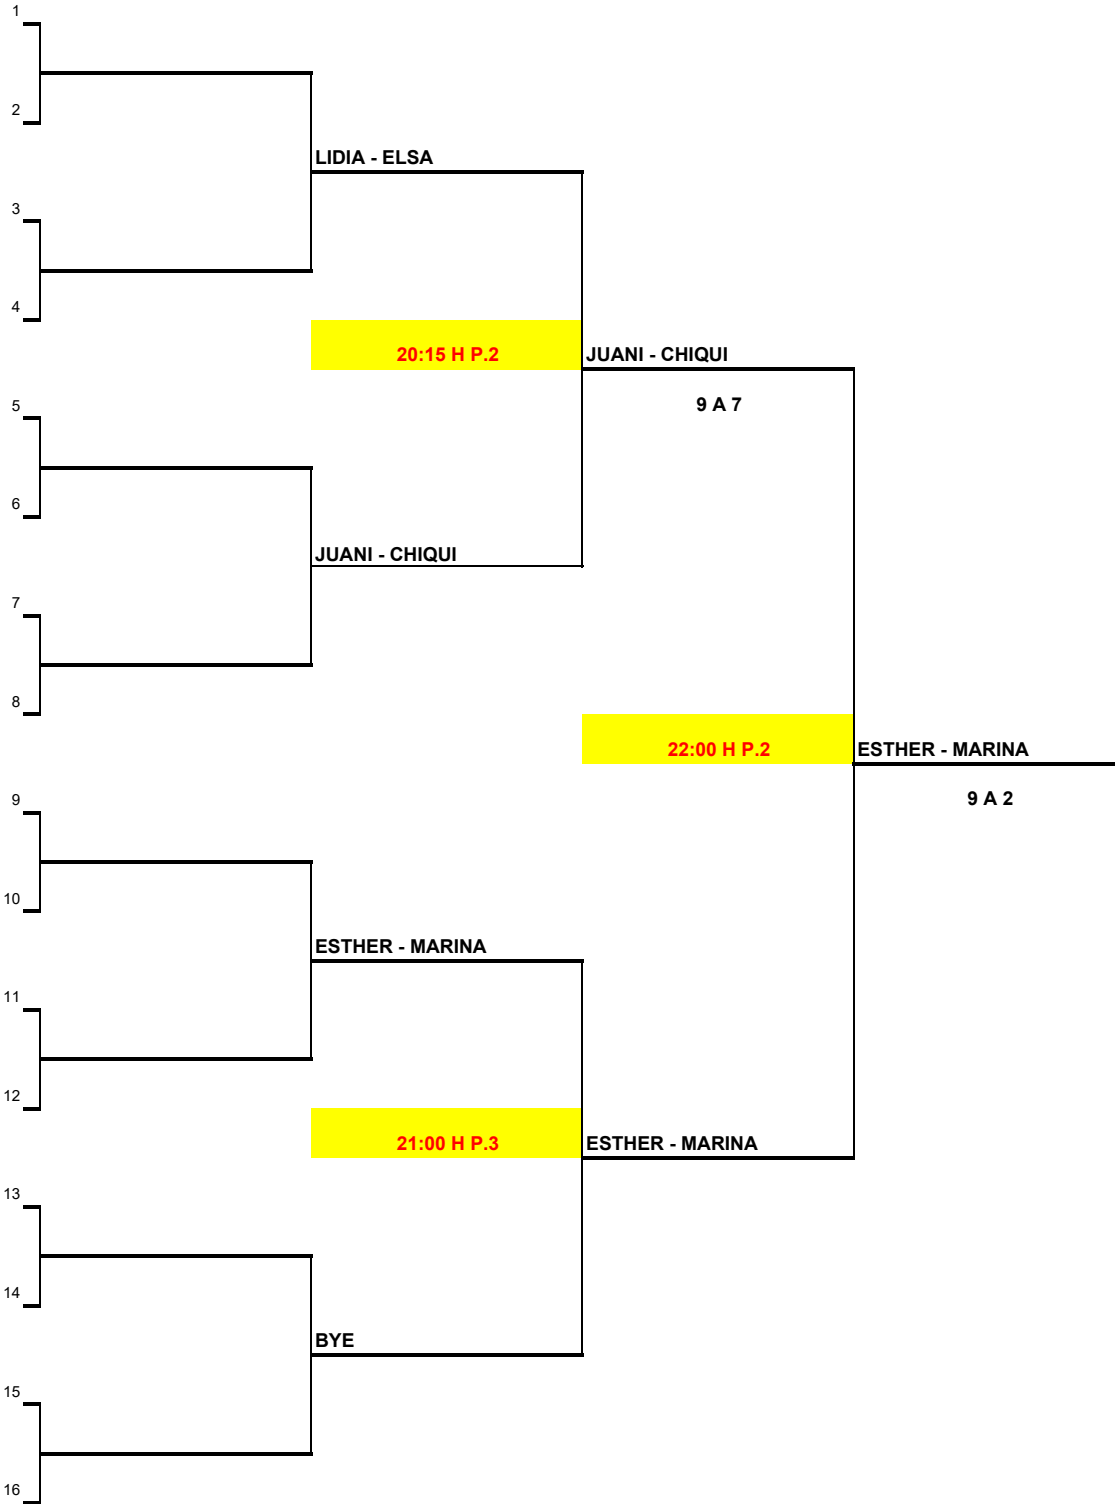 1
2
LIDIA - ELSA
3
4
20:15 H P.2
JUANI - CHIQUI
9 A 7
5
6
JUANI - CHIQUI
7
8
22:00 H P.2
ESTHER - MARINA
9 A 2
9
10
ESTHER - MARINA
11
12
21:00 H P.3
ESTHER - MARINA
13
14
BYE
15
16